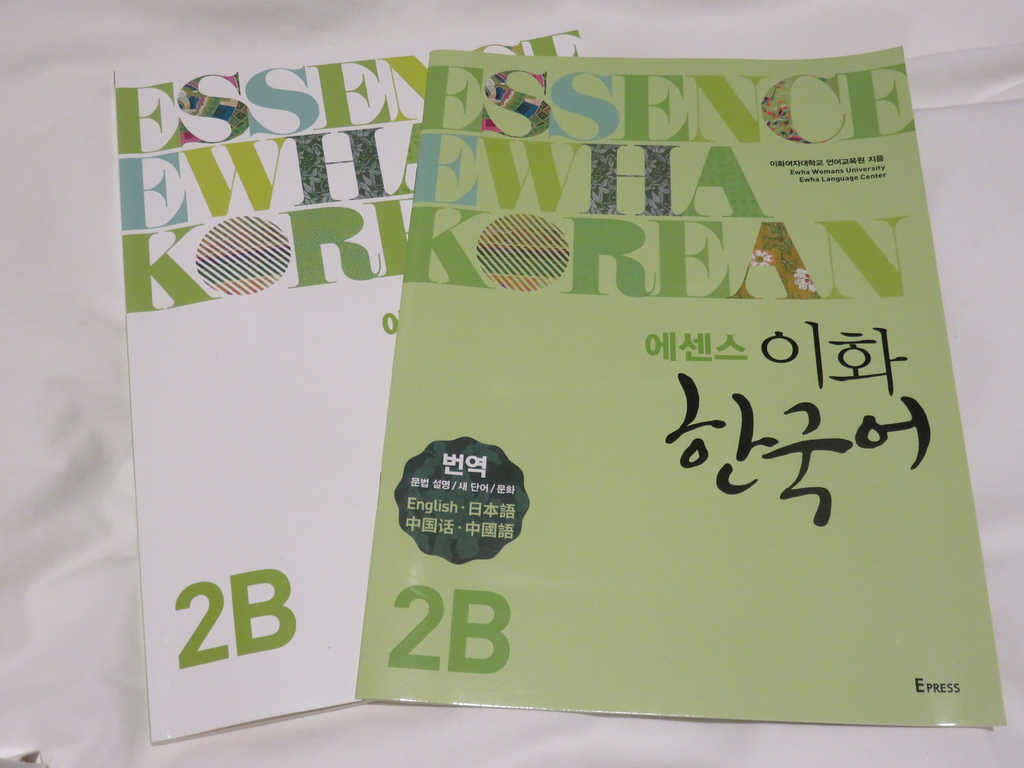 ESSENCE
EWHA
KOREAN
2B
ESSENCE
EWHA
KOREAN
이화여자대학교 언어교육원 지음
Ewha Womans University
Ewha Language Center
에센스 이화
한국어
번역
문법 설명/새 단어/문화
English·日本語
中国话·中國語
2B
E PRESS